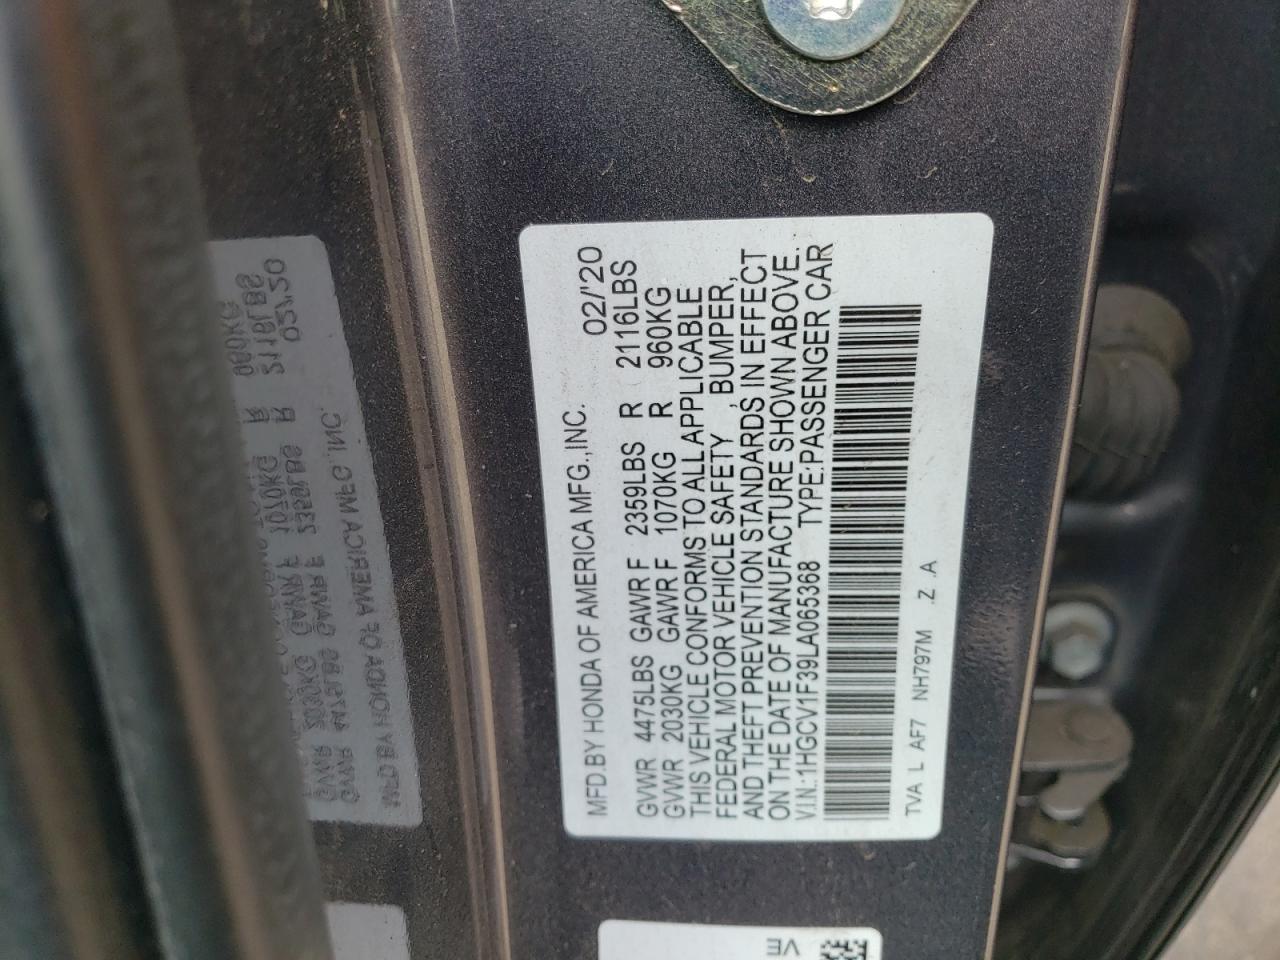 MFD.BY HONDA OF AMERICA MFG.,INC. 02/'20
GVWR 4475LBS GAWR F 2359LBS R 2116LBS
GVWR 2030KG GAWR F 1070KG R 960KG
THIS VEHICLE CONFORMS TO ALL APPLICABLE
FEDERAL MOTOR VEHICLE SAFETY, BUMPER,
AND THEFT PREVENTION STANDARDS IN EFFECT
ON THE DATE OF MANUFACTURE SHOWN ABOVE.
V.I.N.:1HGCV1F39LA065368 TYPE:PASSENGER CAR
TVA L AF7 NH797M .Z .A
VE